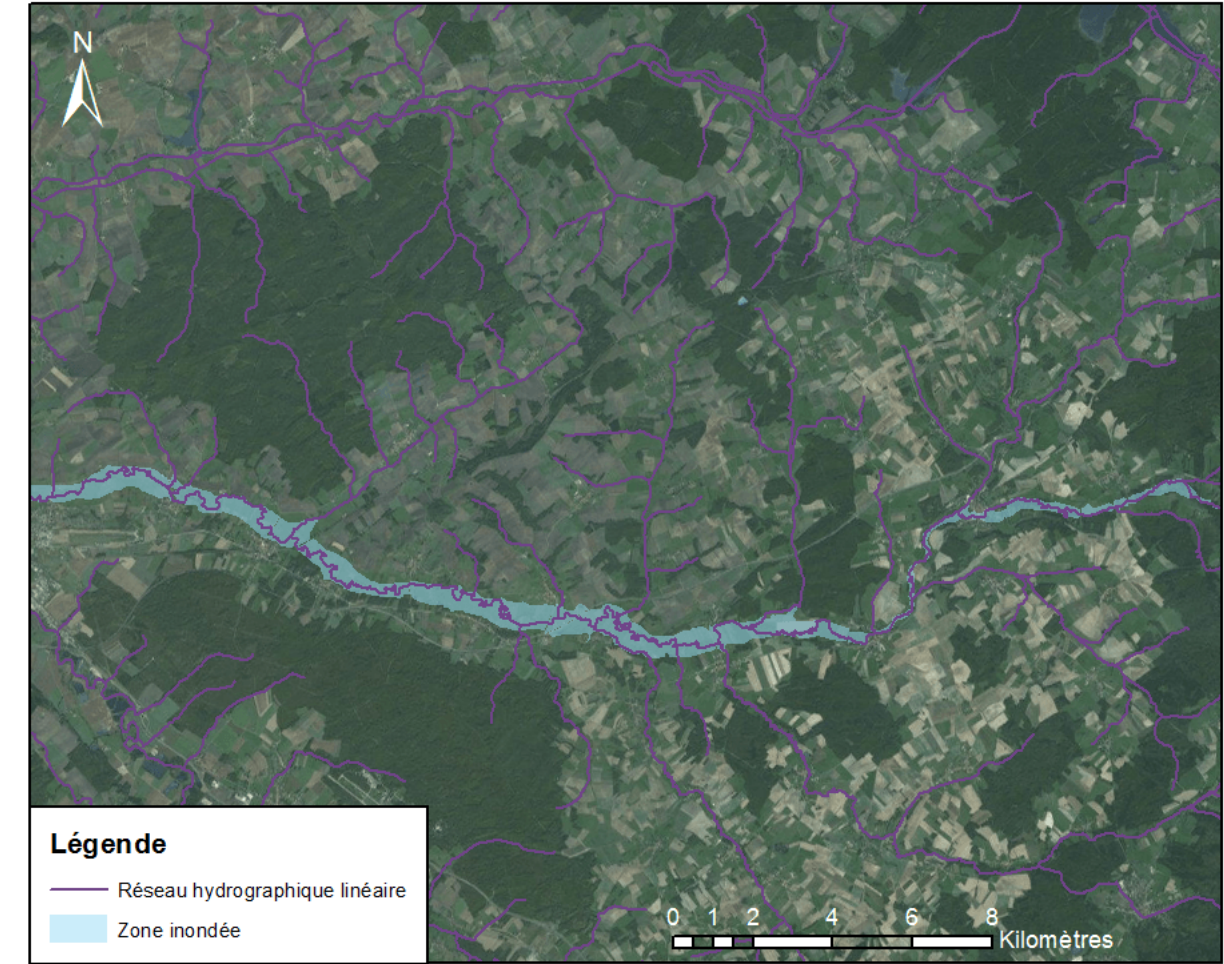 N
Légende
Réseau hydrographique linéaire
Zone inondée
0 1 2 4 6 8
Kilomètres